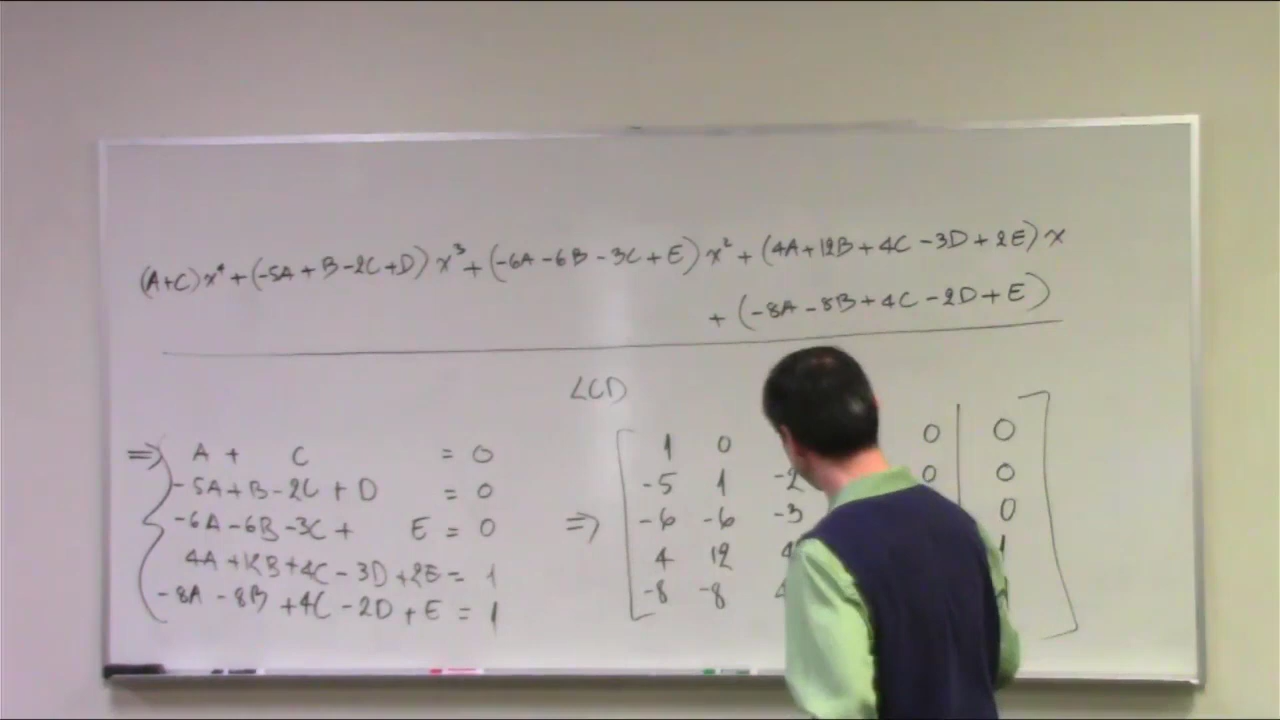 (A+C)x⁴+(-5A+B-2C+D)x³+(-6A-6B-3C+E)x²+(4A+12B+4C-3D+2E)x
+(-8A-8B+4C-2D+E)
LCD
⇒ A + C = 0
-5A+B-2C+D = 0
-6A-6B-3C+ E = 0
4A+12B+4C-3D+2E= 1
-8A-8B+4C-2D+E = 1
⇒
1 0 0 0
-5 1 -2 0 0
-6 -6 -3 0
4 12 4 1
-8 -8 4